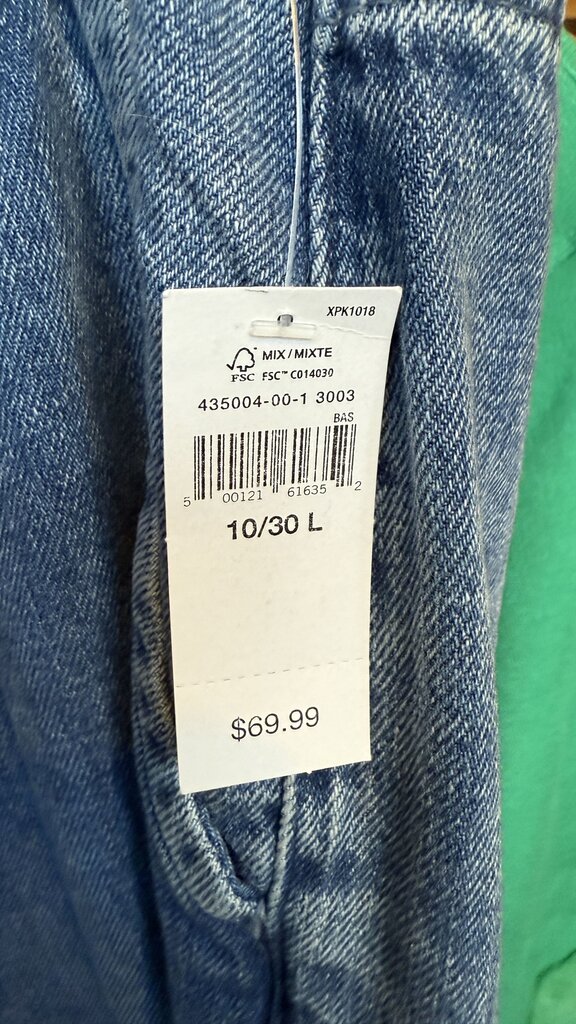 XPK1018
MIX/MIXTE
FSC FSC™ C014030
435004-00-1 3003
BAS
5 00121 61635 2
10/30 L
$69.99